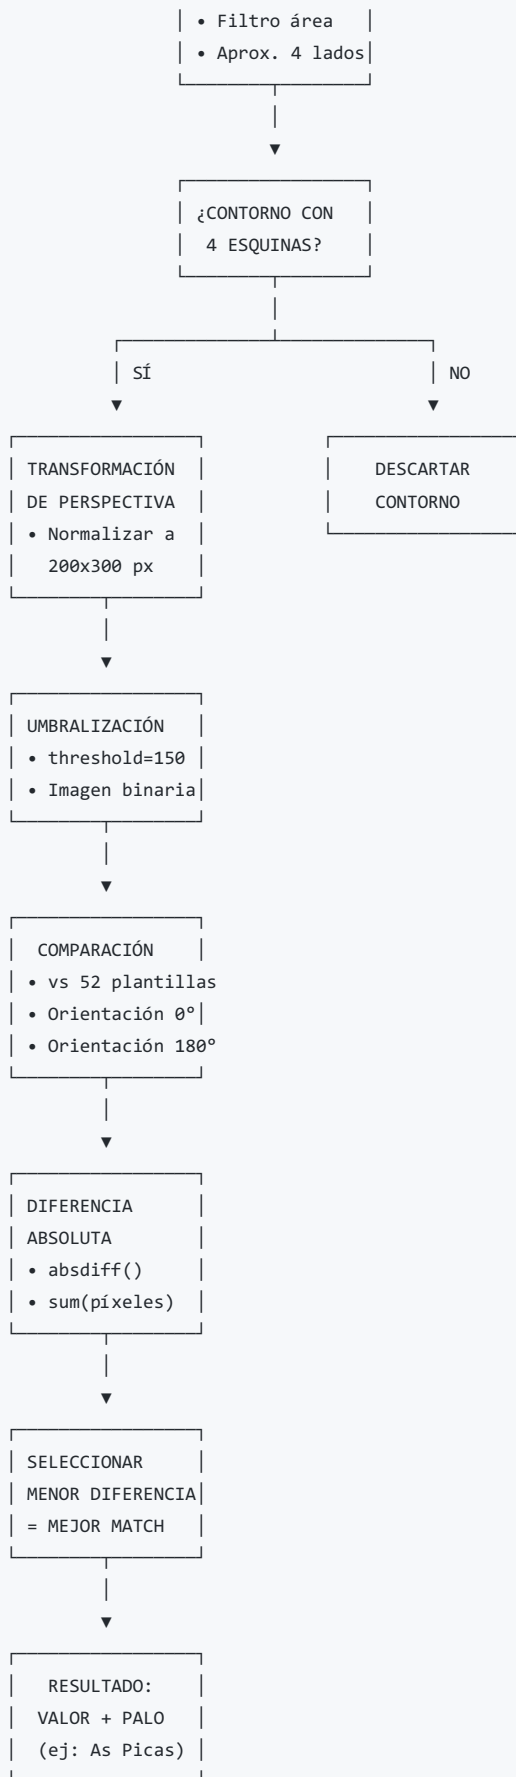 • Filtro área
• Aprox. 4 lados
¿CONTORNO CON
4 ESQUINAS?
SÍ
NO
TRANSFORMACIÓN
DE PERSPECTIVA
• Normalizar a
200x300 px
DESCARTAR
CONTORNO
UMBRALIZACIÓN
• threshold=150
• Imagen binaria
COMPARACIÓN
• vs 52 plantillas
• Orientación 0°
• Orientación 180°
DIFERENCIA
ABSOLUTA
• absdiff()
• sum(píxeles)
SELECCIONAR
MENOR DIFERENCIA
= MEJOR MATCH
RESULTADO:
VALOR + PALO
(ej: As Picas)